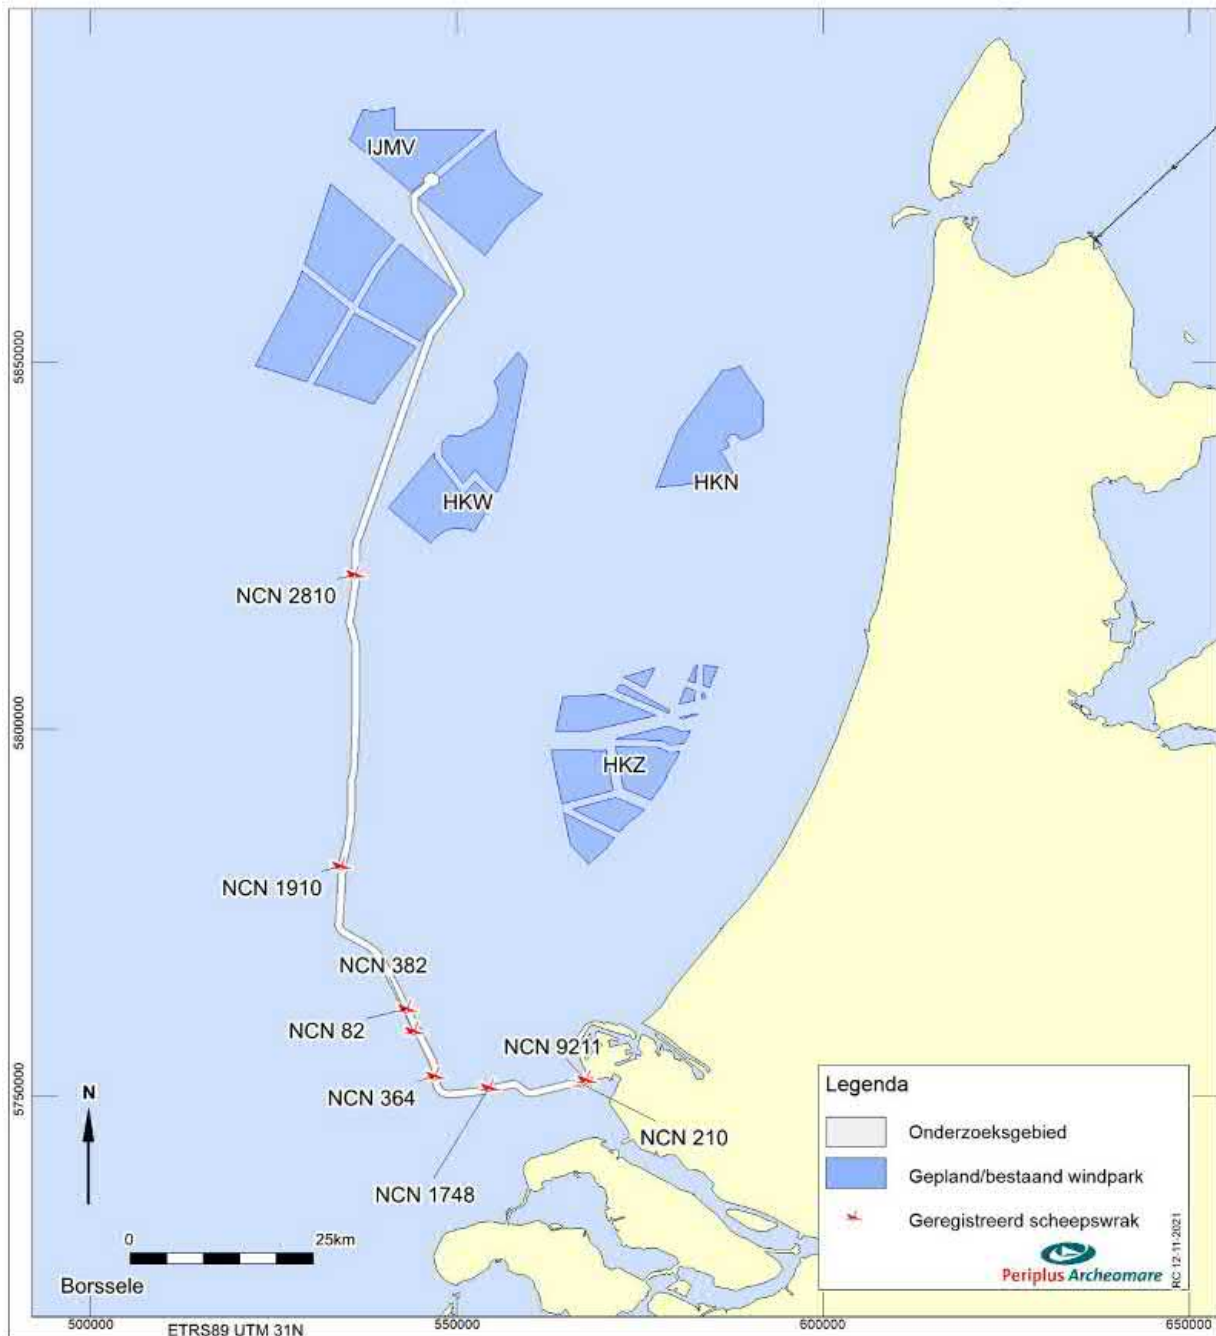 IJMV
5850000
HKW
HKN
NCN 2810
5800000
HKZ
NCN 1910
NCN 382
NCN 82
NCN 9211
NCN 364
5750000
N
NCN 210
NCN 1748
0 25km
Borssele
Legenda
Onderzoeksgebied
Gepland/bestaand windpark
Geregistreerd scheepswrak
Periplus Archeomare
RC 12-11-2021
500000 550000 600000 650000
ETRS89 UTM 31N